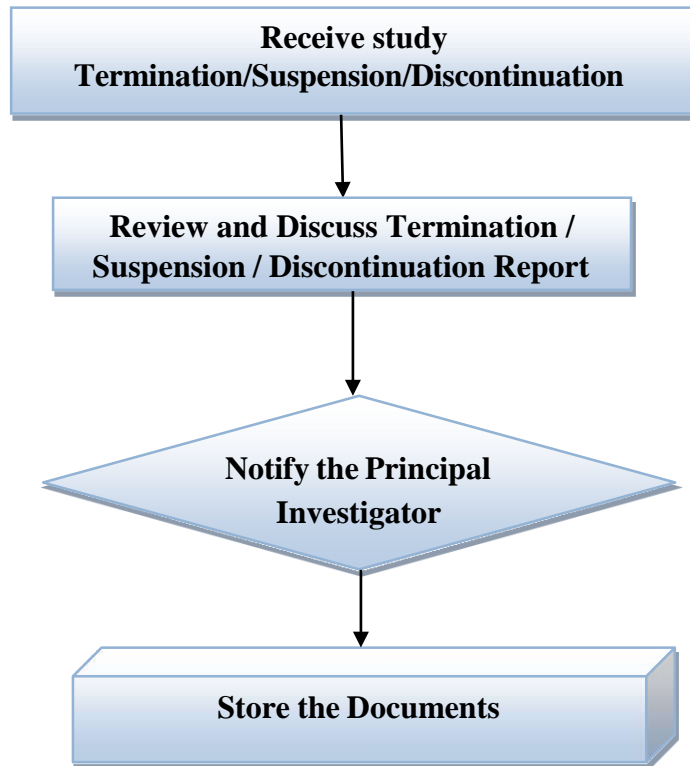 Receive study
Termination/Suspension/Discontinuation
Review and Discuss Termination /
Suspension / Discontinuation Report
Notify the Principal
Investigator
Store the Documents